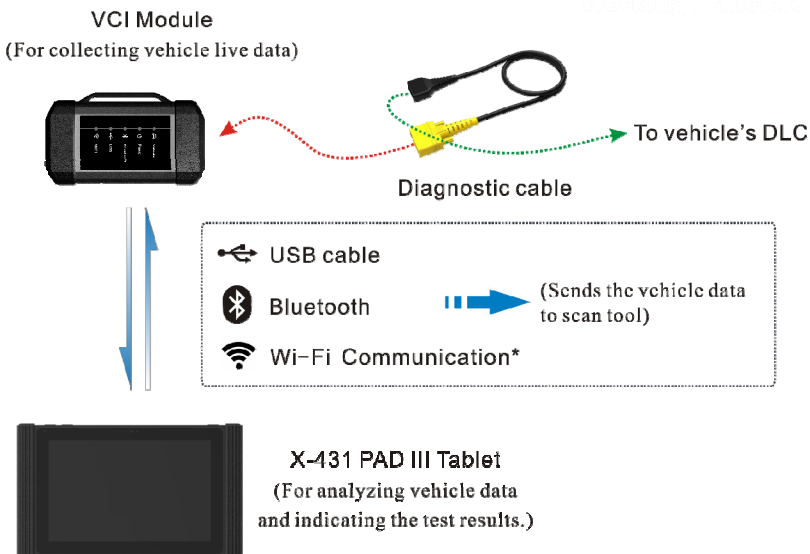 VCI Module
(For collecting vehicle live data)
To vehicle's DLC
Diagnostic cable
USB cable
Bluetooth
(Sends the vehicle data
to scan tool)
Wi-Fi Communication*
X-431 PAD III Tablet
(For analyzing vehicle data
and indicating the test results.)